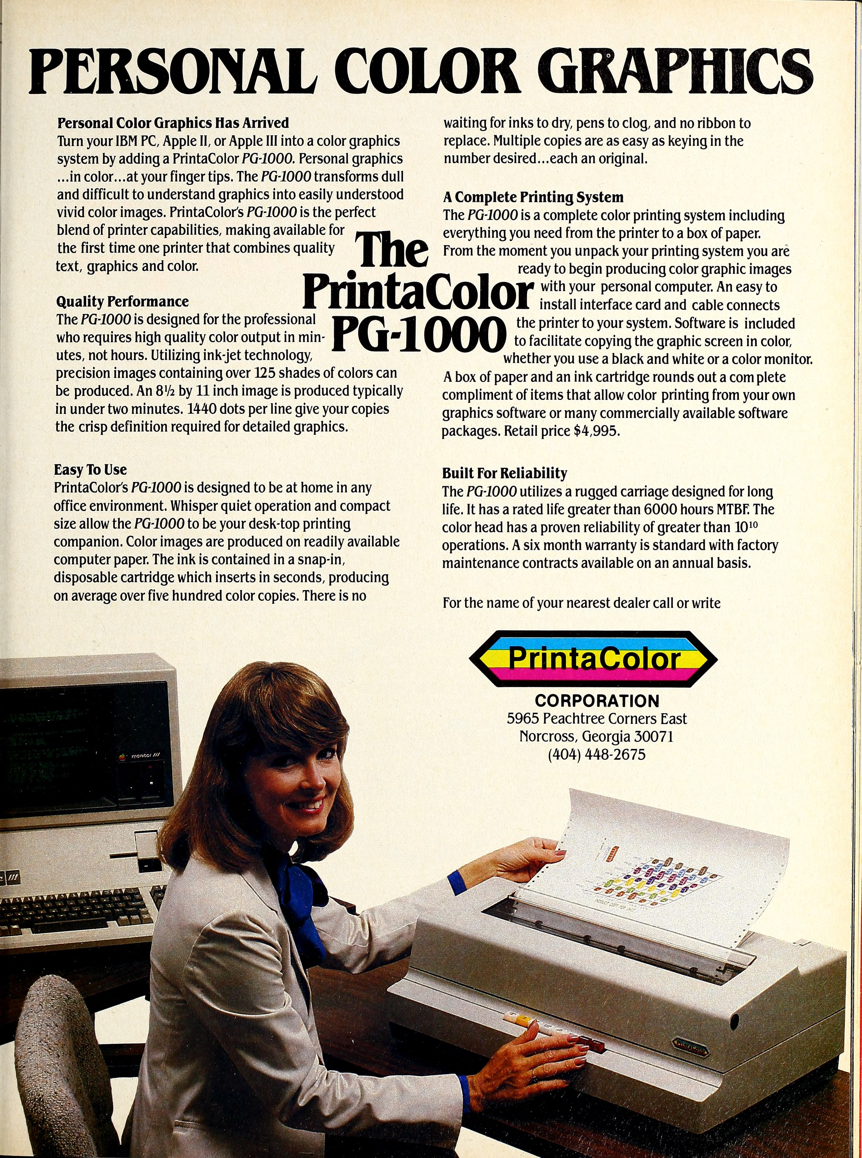 PERSONAL COLOR GRAPHICS
Personal Color Graphics Has Arrived
Turn your IBM PC, Apple II, or Apple III into a color graphics
system by adding a PrintaColor PG-1000. Personal graphics
...in color...at your finger tips. The PG-1000 transforms dull
and difficult to understand graphics into easily understood
vivid color images. PrintaColor's PG-1000 is the perfect
blend of printer capabilities, making available for
the first time one printer that combines quality
text, graphics and color.
Quality Performance
The PG-1000 is designed for the professional
who requires high quality color output in min-
utes, not hours. Utilizing ink-jet technology,
precision images containing over 125 shades of colors can
be produced. An 8½ by 11 inch image is produced typically
in under two minutes. 1440 dots per line give your copies
the crisp definition required for detailed graphics.
Easy To Use
PrintaColor's PG-1000 is designed to be at home in any
office environment. Whisper quiet operation and compact
size allow the PG-1000 to be your desk-top printing
companion. Color images are produced on readily available
computer paper. The ink is contained in a snap-in,
disposable cartridge which inserts in seconds, producing
on average over five hundred color copies. There is no
The
PrintaColor
PG-1000
waiting for inks to dry, pens to clog, and no ribbon to
replace. Multiple copies are as easy as keying in the
number desired...each an original.
A Complete Printing System
The PG-1000 is a complete color printing system including
everything you need from the printer to a box of paper.
From the moment you unpack your printing system you are
ready to begin producing color graphic images
with your personal computer. An easy to
install interface card and cable connects
the printer to your system. Software is included
to facilitate copying the graphic screen in color,
whether you use a black and white or a color monitor.
A box of paper and an ink cartridge rounds out a complete
compliment of items that allow color printing from your own
graphics software or many commercially available software
packages. Retail price $4,995.
Built For Reliability
The PG-1000 utilizes a rugged carriage designed for long
life. It has a rated life greater than 6000 hours MTBF. The
color head has a proven reliability of greater than 10¹⁰
operations. A six month warranty is standard with factory
maintenance contracts available on an annual basis.
For the name of your nearest dealer call or write
PrintaColor
CORPORATION
5965 Peachtree Corners East
Norcross, Georgia 30071
(404) 448-2675
monitor ///